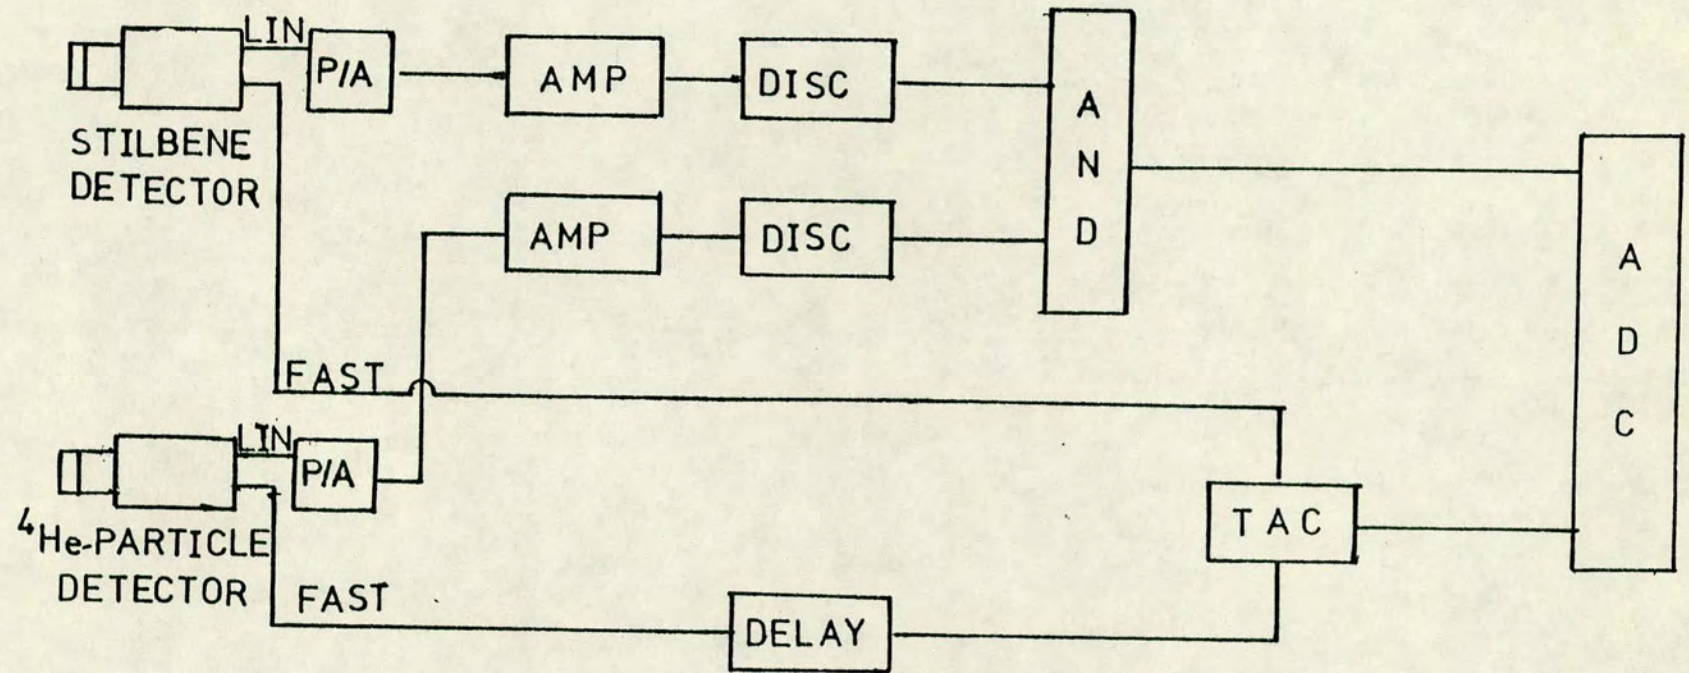 LIN
P/A
AMP
DISC
A
N
D
STILBENE
DETECTOR
AMP
DISC
A
D
C
FAST
LIN
P/A
TAC
⁴He-PARTICLE
DETECTOR
FAST
DELAY